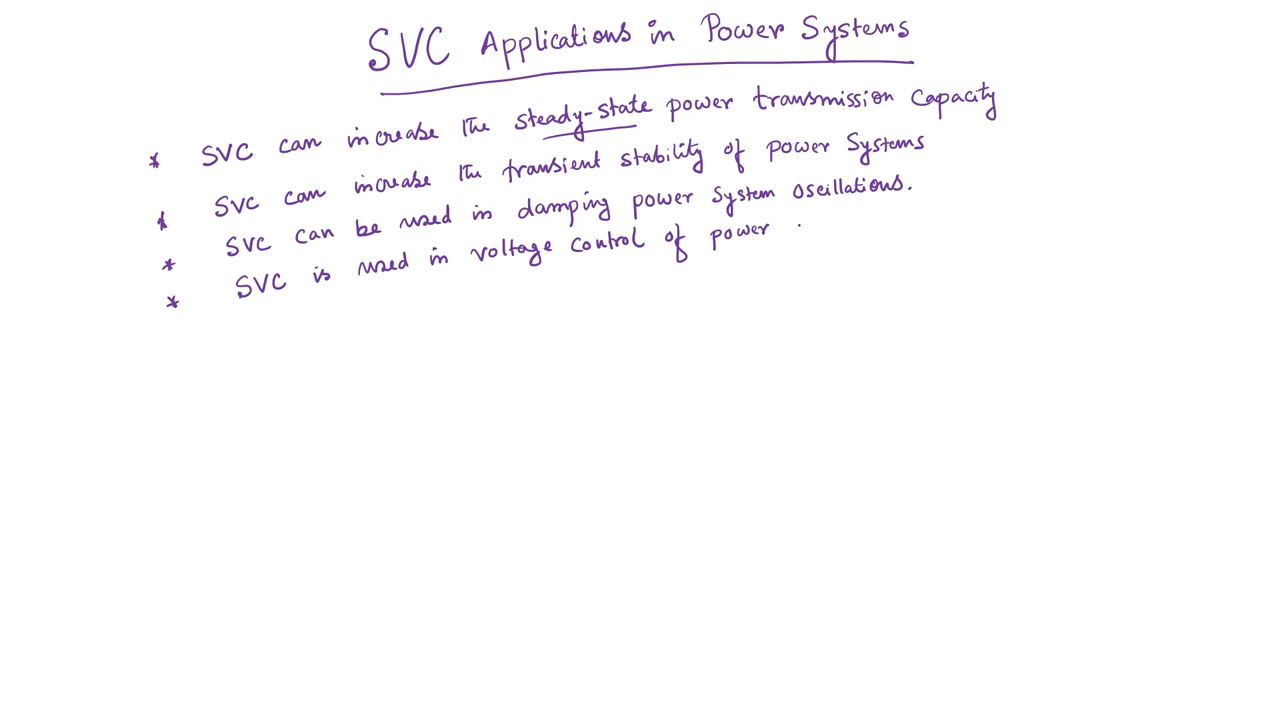 SVC Applications in Power Systems
* SVC can increase the steady-state power transmission capacity
* SVC can increase the transient stability of power Systems
* SVC can be used in damping power system oscillations.
* SVC is used in voltage control of power